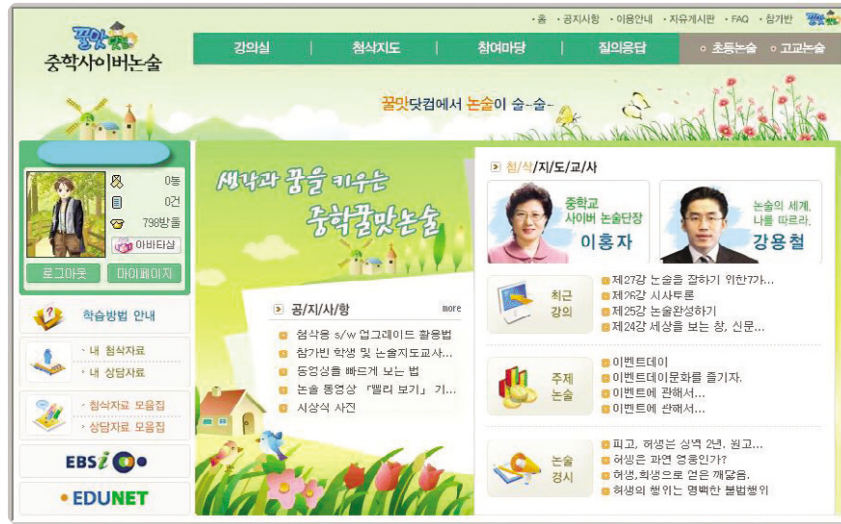 · 홈 · 공지사항 · 이용안내 · 자유게시판 · FAQ · 참가반
꿀맛닷컴
중학사이버논술
강의실 | 첨삭지도 | 참여마당 | 질의응답
○ 초등논술 ○ 고교논술
꿀맛닷컴에서 논술이 술~술~
0통
0건
798방울
아바타샵
로그아웃 마이페이지
학습방법 안내
· 내 첨삭자료
· 내 상담자료
· 첨삭자료 모음집
· 상담자료 모음집
EBSi
EDUNET
생각과 꿈을 키우는
중학꿀맛논술
공/지/사/항 more
첨삭용 s/w 업그레이드 활용법
참가반 학생 및 논술지도교사...
동영상를 빠르게 보는 법
논술 동영상 「빨리 보기」 기...
시상식 사진
첨/삭/지/도/교/사
중학교
사이버 논술단장
이홍자
논술의 세계,
나를 따르라.
강용철
최근
강의
제27강 논술을 잘하기 위한??가...
제26강 시사토론
제25강 논술완성하기
제24강 세상을 보는 창, 신문...
주제
논술
이벤트데이
이벤트데이문화를 즐기자.
이벤트에 관해서...
이벤트에 관해서...
논술
경시
피고, 허생은 상벽 2년. 원고...
허생은 과연 영웅인가?
허생,희생으로 얻은 깨달음.
허생의 행위는 명백한 불법행위